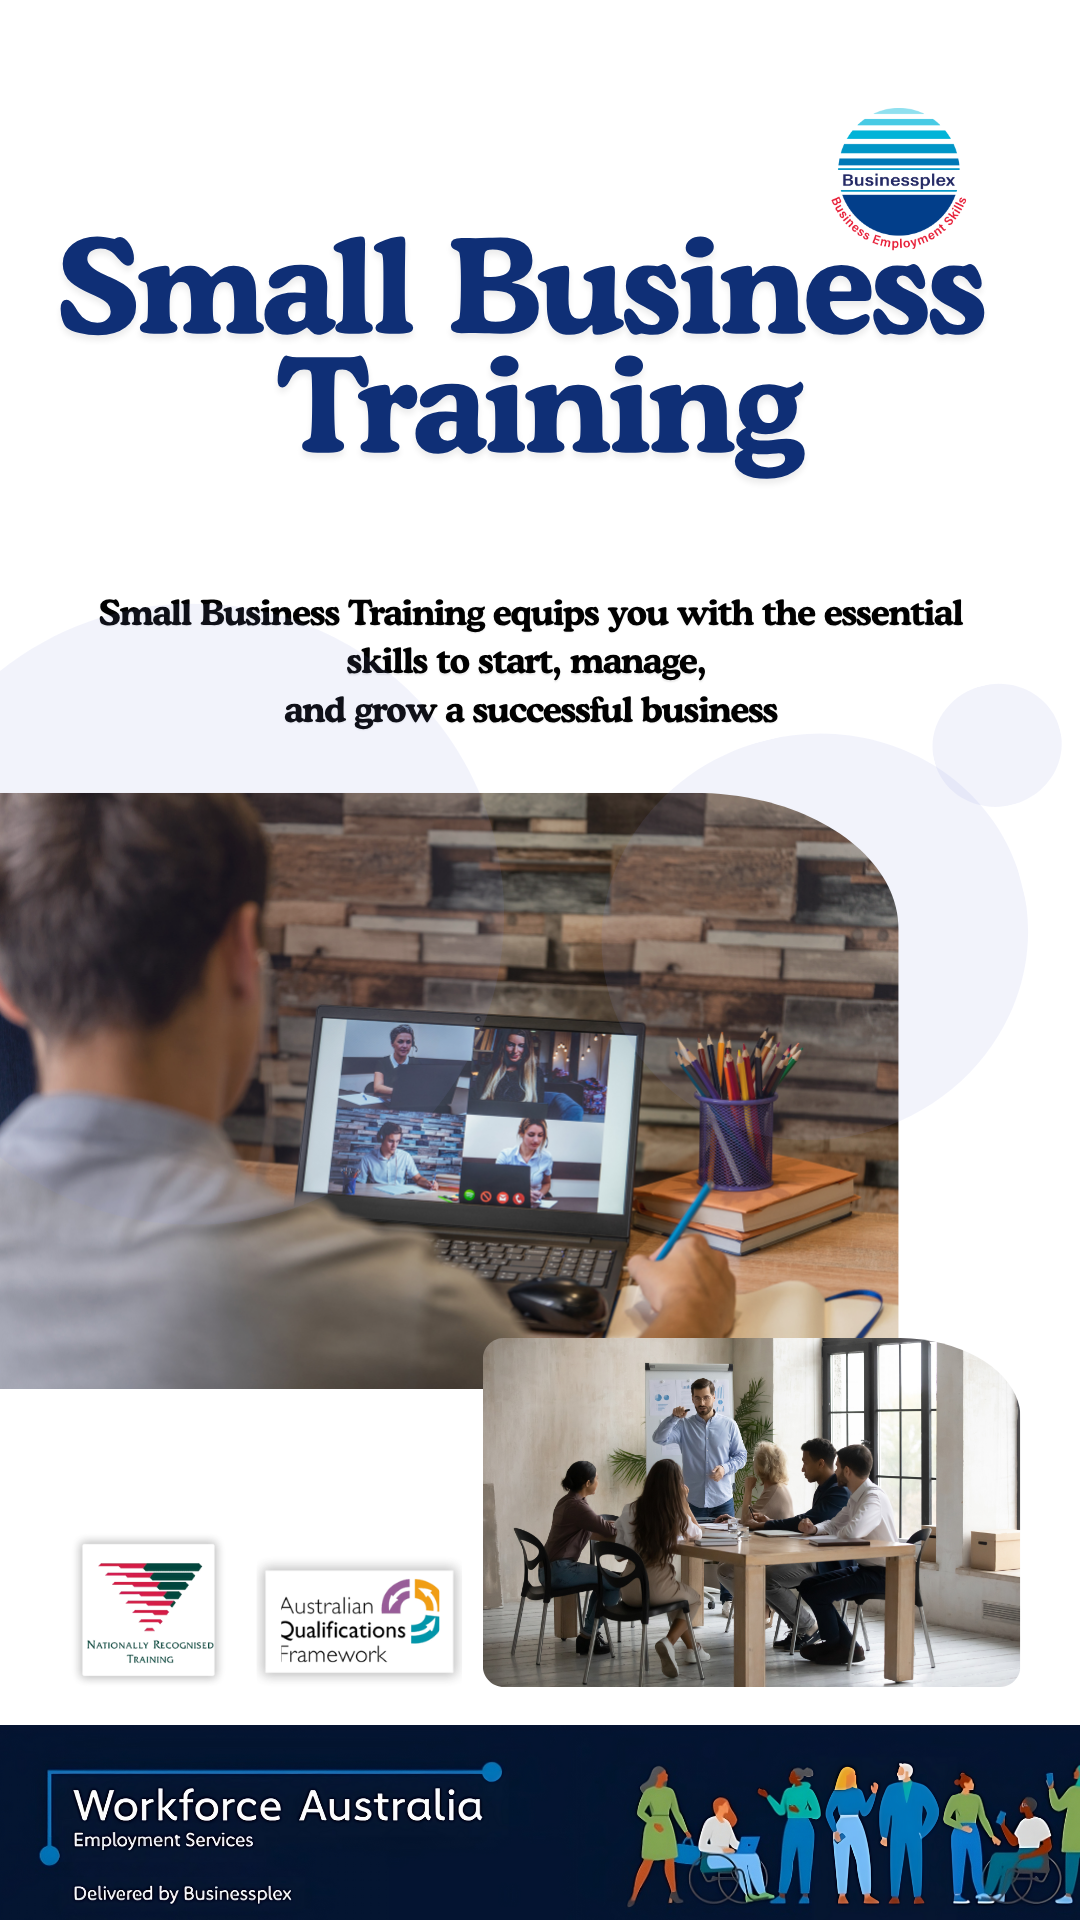 Businessplex
Business Employment Skills
Small Business
Training
Small Business Training equips you with the essential
skills to start, manage,
and grow a successful business
NATIONALLY RECOGNISED
TRAINING
Australian
Qualifications
Framework
Workforce Australia
Employment Services
Delivered by Businessplex